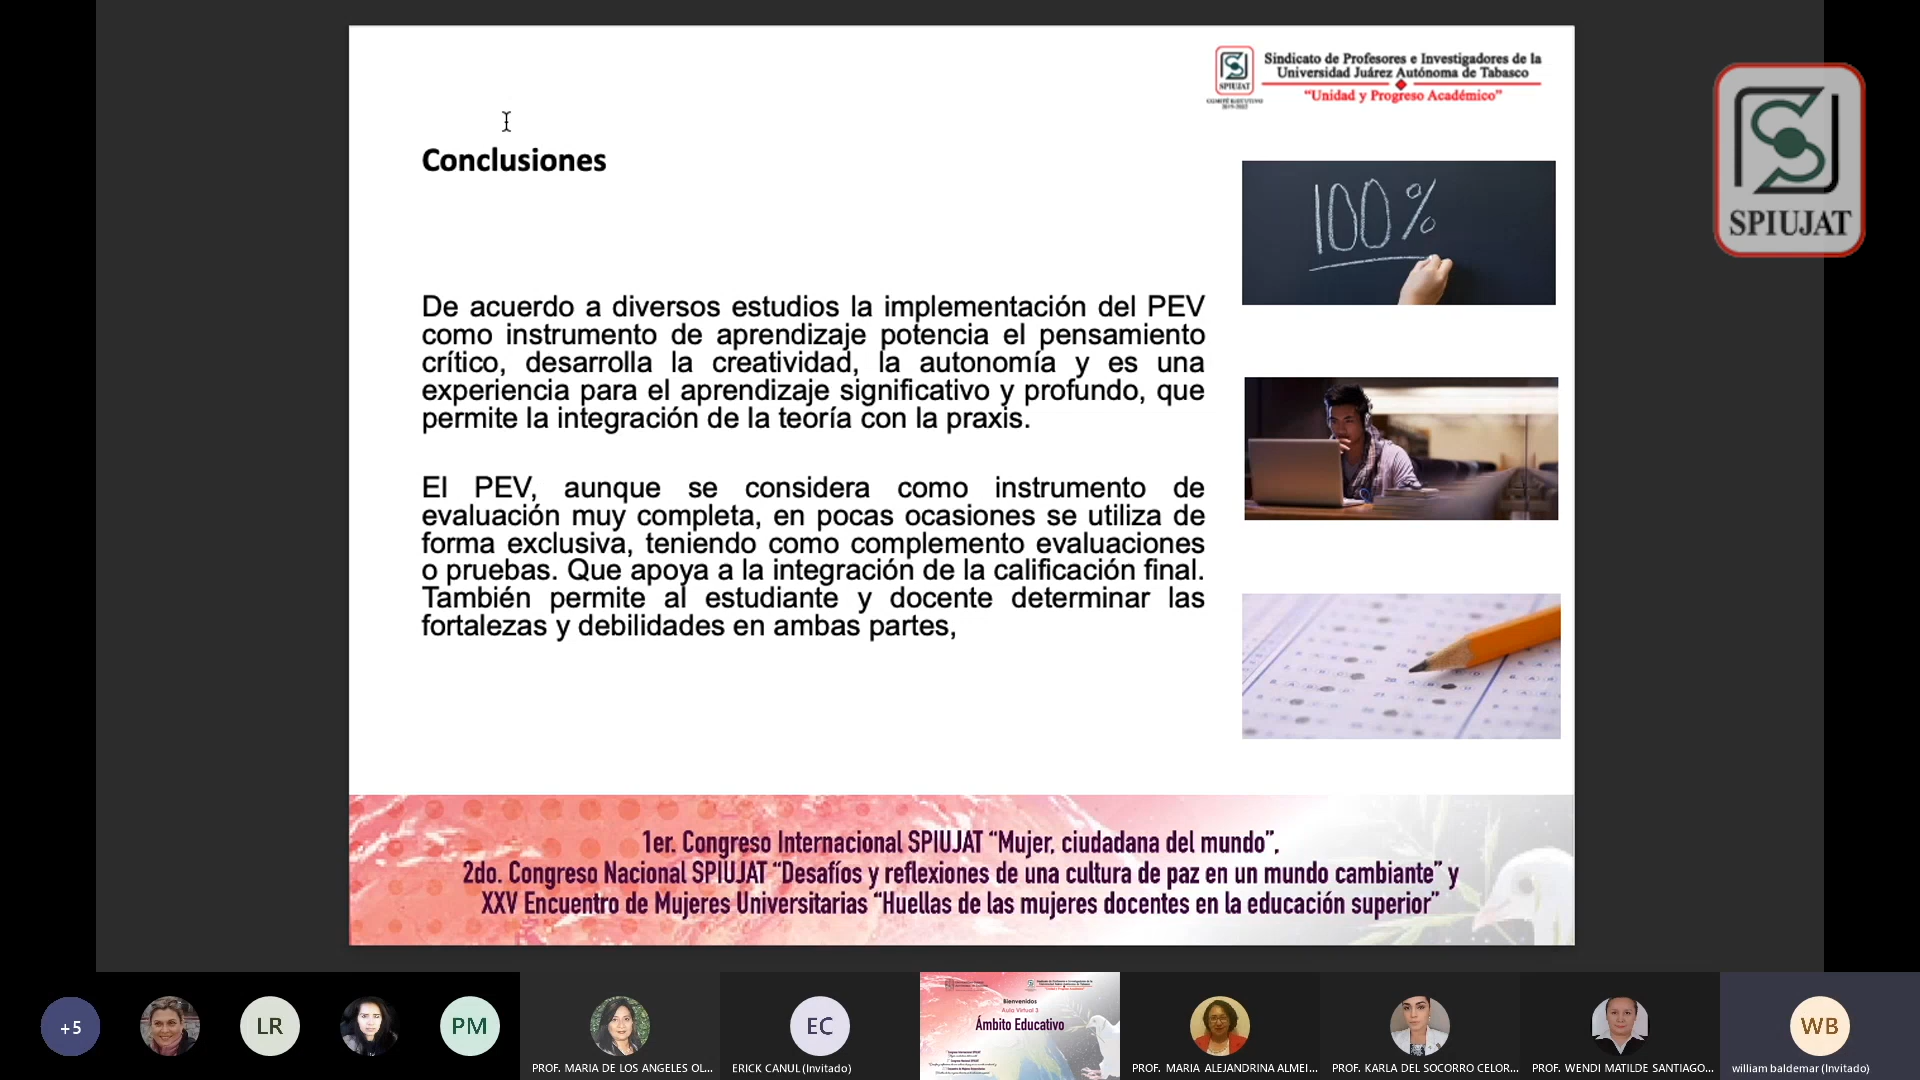 Sindicato de Profesores e Investigadores de la
Universidad Juárez Autónoma de Tabasco
“Unidad y Progreso Académico”
SPIUJAT
COMITÉ EJECUTIVO
2019-2022
SPIUJAT
Conclusiones
100%
De acuerdo a diversos estudios la implementación del PEV
como instrumento de aprendizaje potencia el pensamiento
crítico, desarrolla la creatividad, la autonomía y es una
experiencia para el aprendizaje significativo y profundo, que
permite la integración de la teoría con la praxis.
El PEV, aunque se considera como instrumento de
evaluación muy completa, en pocas ocasiones se utiliza de
forma exclusiva, teniendo como complemento evaluaciones
o pruebas. Que apoya a la integración de la calificación final.
También permite al estudiante y docente determinar las
fortalezas y debilidades en ambas partes,
1er. Congreso Internacional SPIUJAT “Mujer, ciudadana del mundo”,
2do. Congreso Nacional SPIUJAT “Desafíos y reflexiones de una cultura de paz en un mundo cambiante” y
XXV Encuentro de Mujeres Universitarias “Huellas de las mujeres docentes en la educación superior”
+5
LR
PM
PROF. MARIA DE LOS ANGELES OL...
EC
ERICK CANUL (Invitado)
Bienvenidos
Aula Virtual 3
Ámbito Educativo
PROF. MARIA ALEJANDRINA ALMEI...
PROF. KARLA DEL SOCORRO CELOR...
PROF. WENDI MATILDE SANTIAGO...
WB
william baldemar (Invitado)